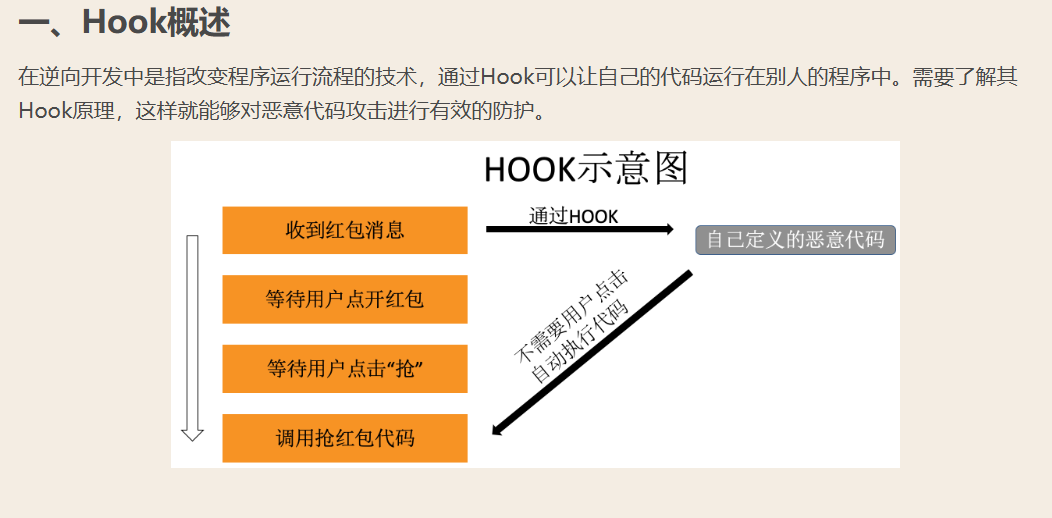 一、Hook概述
在逆向开发中是指改变程序运行流程的技术，通过Hook可以让自己的代码运行在别人的程序中。需要了解其
Hook原理，这样就能够对恶意代码攻击进行有效的防护。
HOOK示意图
收到红包消息
通过HOOK
自己定义的恶意代码
等待用户点开红包
不需要用户点击
自动执行代码
等待用户点击“抢”
调用抢红包代码